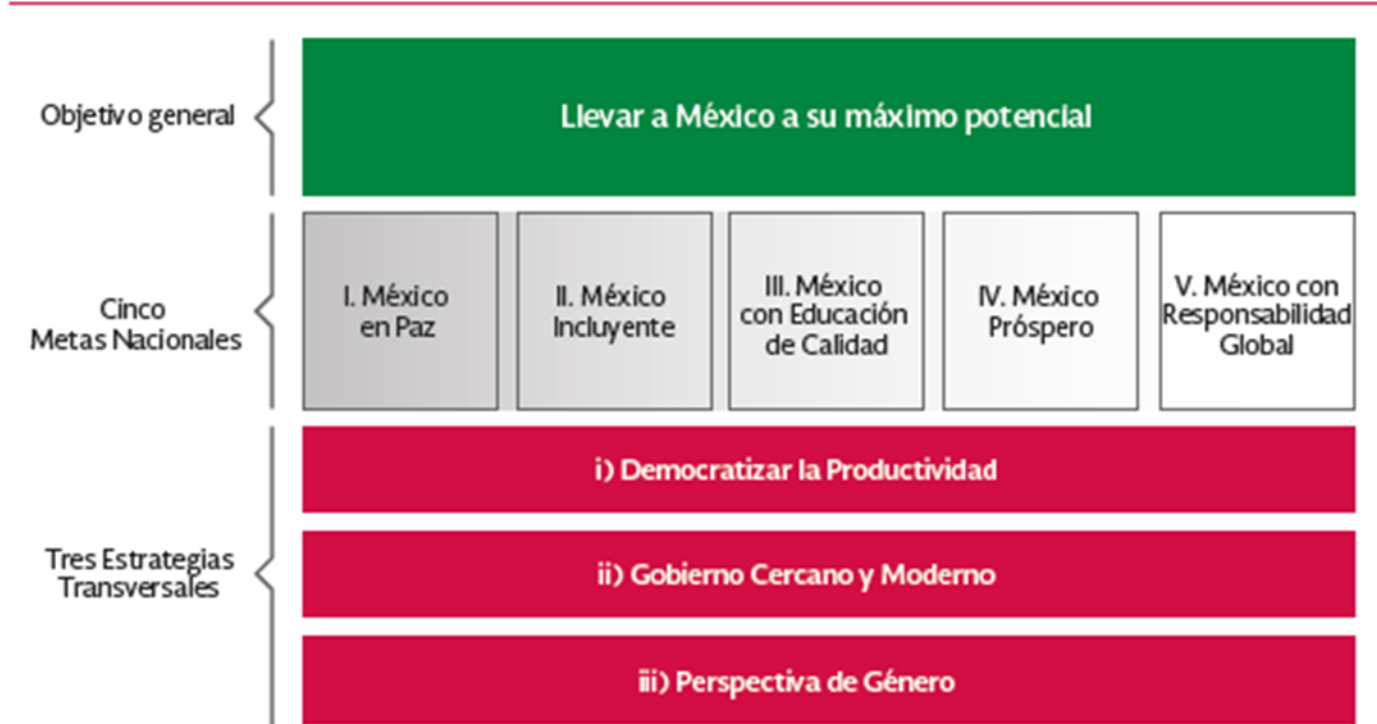 Objetivo general
Llevar a México a su máximo potencial
Cinco
Metas Nacionales
I. México
en Paz
II. México
Incluyente
III. México
con Educación
de Calidad
IV. México
Próspero
V. México con
Responsabilidad
Global
Tres Estrategias
Transversales
i) Democratizar la Productividad
ii) Gobierno Cercano y Moderno
iii) Perspectiva de Género